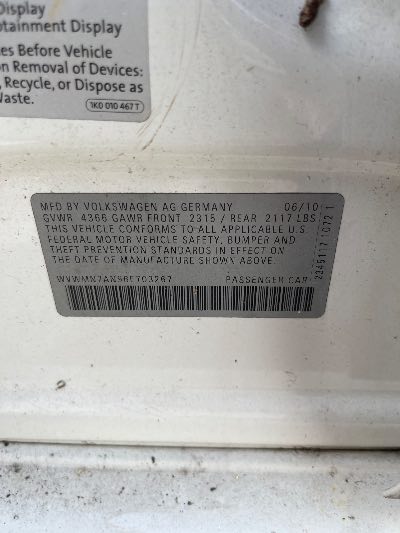 Display
otainment Display
es Before Vehicle
n Removal of Devices:
, Recycle, or Dispose as
Waste.
1K0 010 467 T
MFD BY VOLKSWAGEN AG GERMANY 06/10
GVWR 4366 GAWR FRONT 2315 / REAR 2117 LBS
THIS VEHICLE CONFORMS TO ALL APPLICABLE U.S
FEDERAL MOTOR VEHICLE SAFETY, BUMPER AND
THEFT PREVENTION STANDARDS IN EFFECT ON
THE DATE OF MANUFACTURE SHOWN ABOVE.
PASSENGER CAR